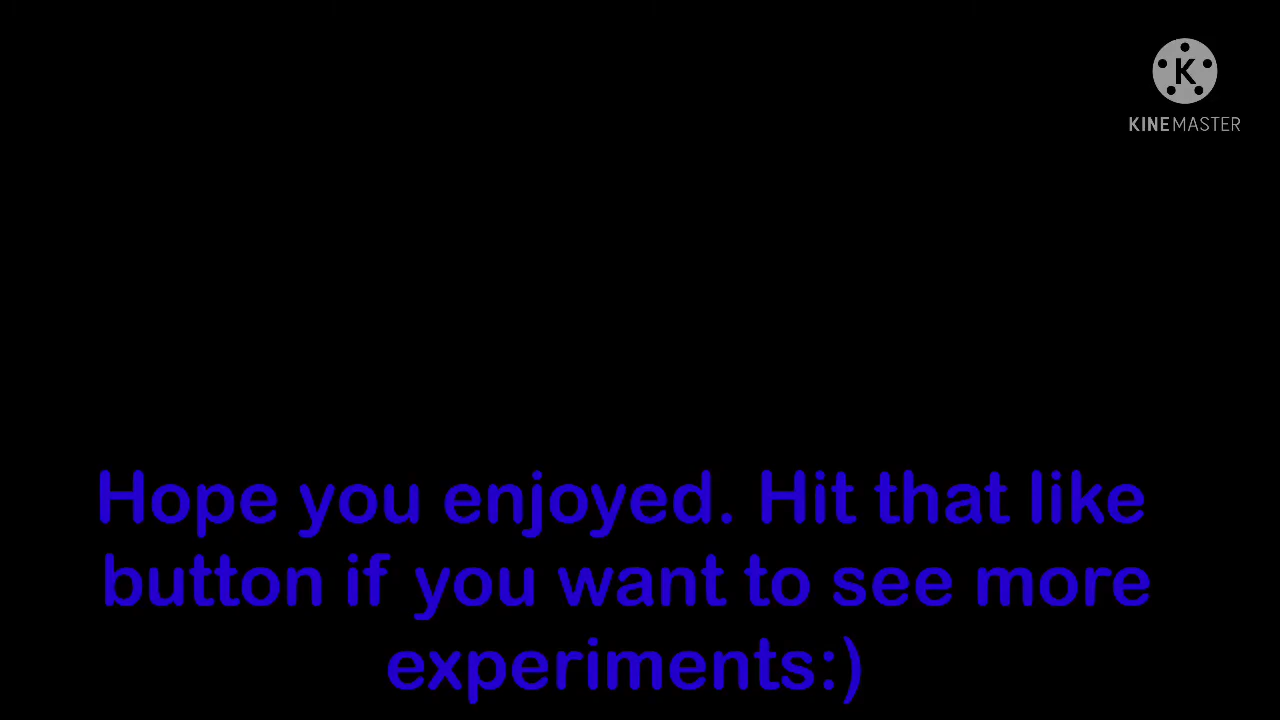 K
KINEMASTER
Hope you enjoyed. Hit that like
button if you want to see more
experiments:)